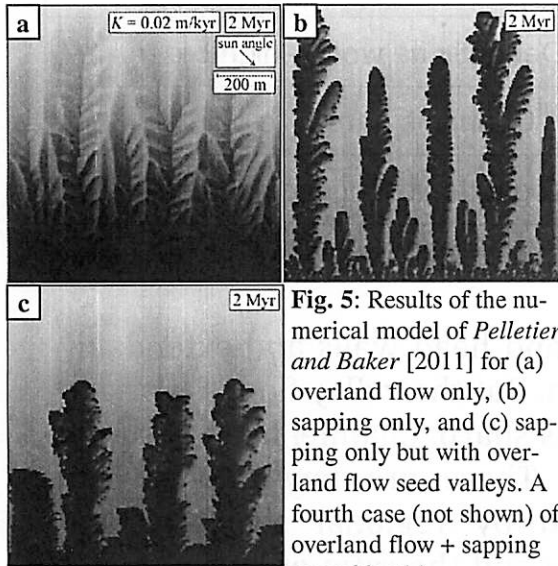 a
K = 0.02 m/kyr 2 Myr
sun angle
200 m
b
2 Myr
c
2 Myr
Fig. 5: Results of the nu-
merical model of Pelletier
and Baker [2011] for (a)
overland flow only, (b)
sapping only, and (c) sap-
ping only but with over-
land flow seed valleys. A
fourth case (not shown) of
overland flow + sapping